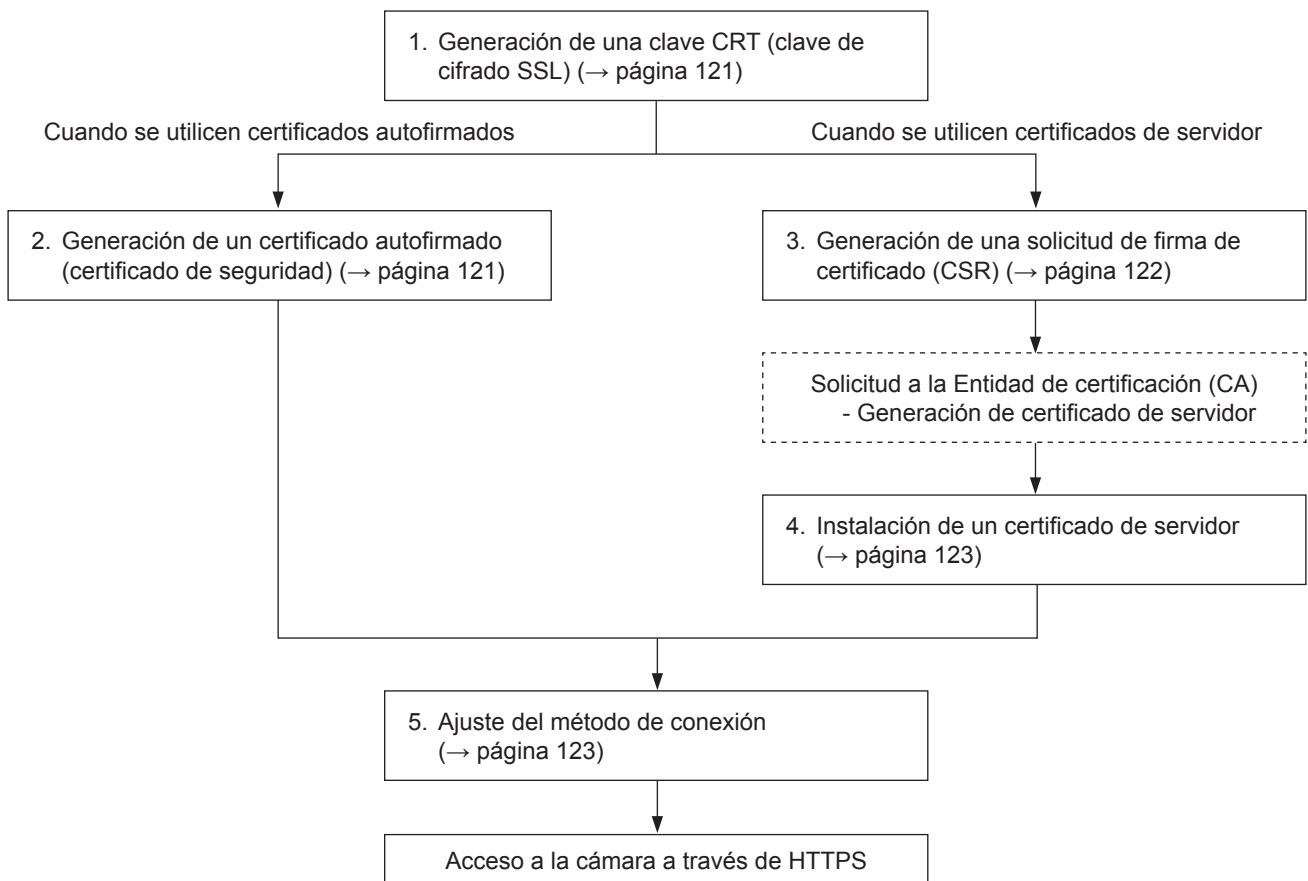 1. Generación de una clave CRT (clave de
cifrado SSL) (→ página 121)
Cuando se utilicen certificados autofirmados
Cuando se utilicen certificados de servidor
2. Generación de un certificado autofirmado
(certificado de seguridad) (→ página 121)
3. Generación de una solicitud de firma de
certificado (CSR) (→ página 122)
Solicitud a la Entidad de certificación (CA)
- Generación de certificado de servidor
4. Instalación de un certificado de servidor
(→ página 123)
5. Ajuste del método de conexión
(→ página 123)
Acceso a la cámara a través de HTTPS